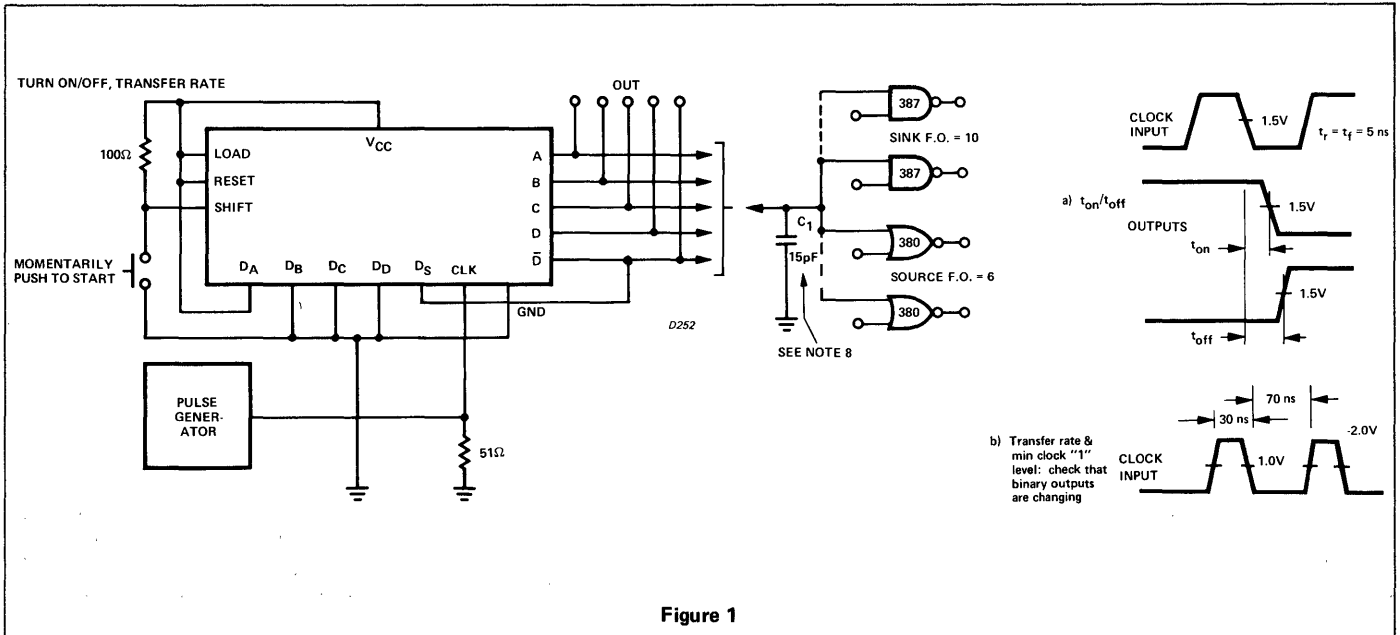 TURN ON/OFF, TRANSFER RATE
OUT
100Ω
VCC
LOAD
RESET
SHIFT
A
B
C
D
D̅
MOMENTARILY
PUSH TO START
DA
DB
DC
DD
DS
CLK
GND
D252
PULSE
GENER-
ATOR
51Ω
387
SINK F.O. = 10
387
C1
15pF
380
SOURCE F.O. = 6
380
SEE NOTE 8
CLOCK
INPUT
1.5V
tr = tf = 5 ns
a) ton/toff
OUTPUTS
1.5V
ton
1.5V
toff
70 ns
30 ns
-2.0V
b) Transfer rate &
min clock "1"
level: check that
binary outputs
are changing
CLOCK
INPUT
1.0V
Figure 1